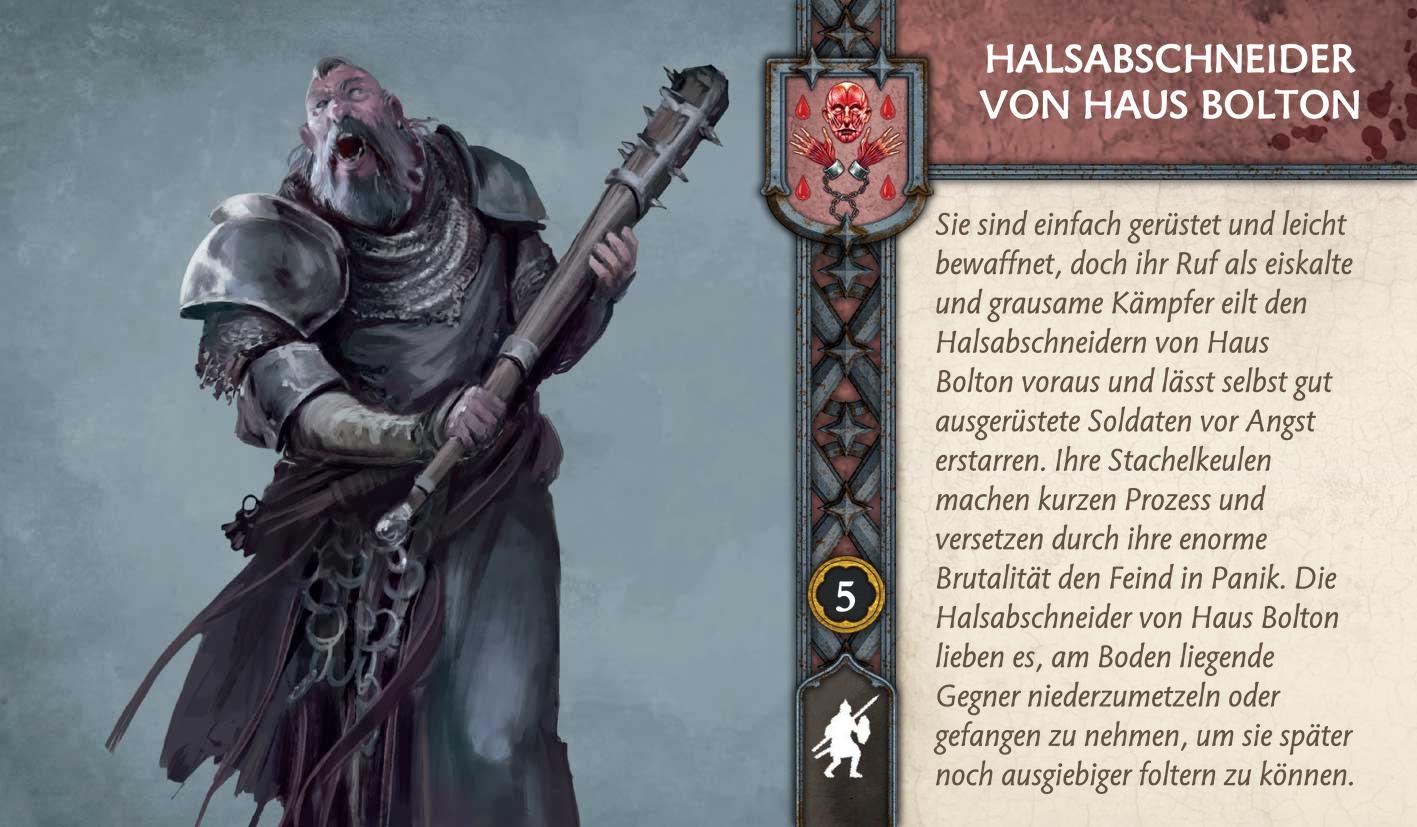 HALSABSCHNEIDER
VON HAUS BOLTON
Sie sind einfach gerüstet und leicht
bewaffnet, doch ihr Ruf als eiskalte
und grausame Kämpfer eilt den
Halsabschneidern von Haus
Bolton voraus und lässt selbst gut
ausgerüstete Soldaten vor Angst
erstarren. Ihre Stachelkeulen
machen kurzen Prozess und
versetzen durch ihre enorme
Brutalität den Feind in Panik. Die
Halsabschneider von Haus Bolton
lieben es, am Boden liegende
Gegner niederzumetzeln oder
gefangen zu nehmen, um sie später
noch ausgiebiger foltern zu können.
5